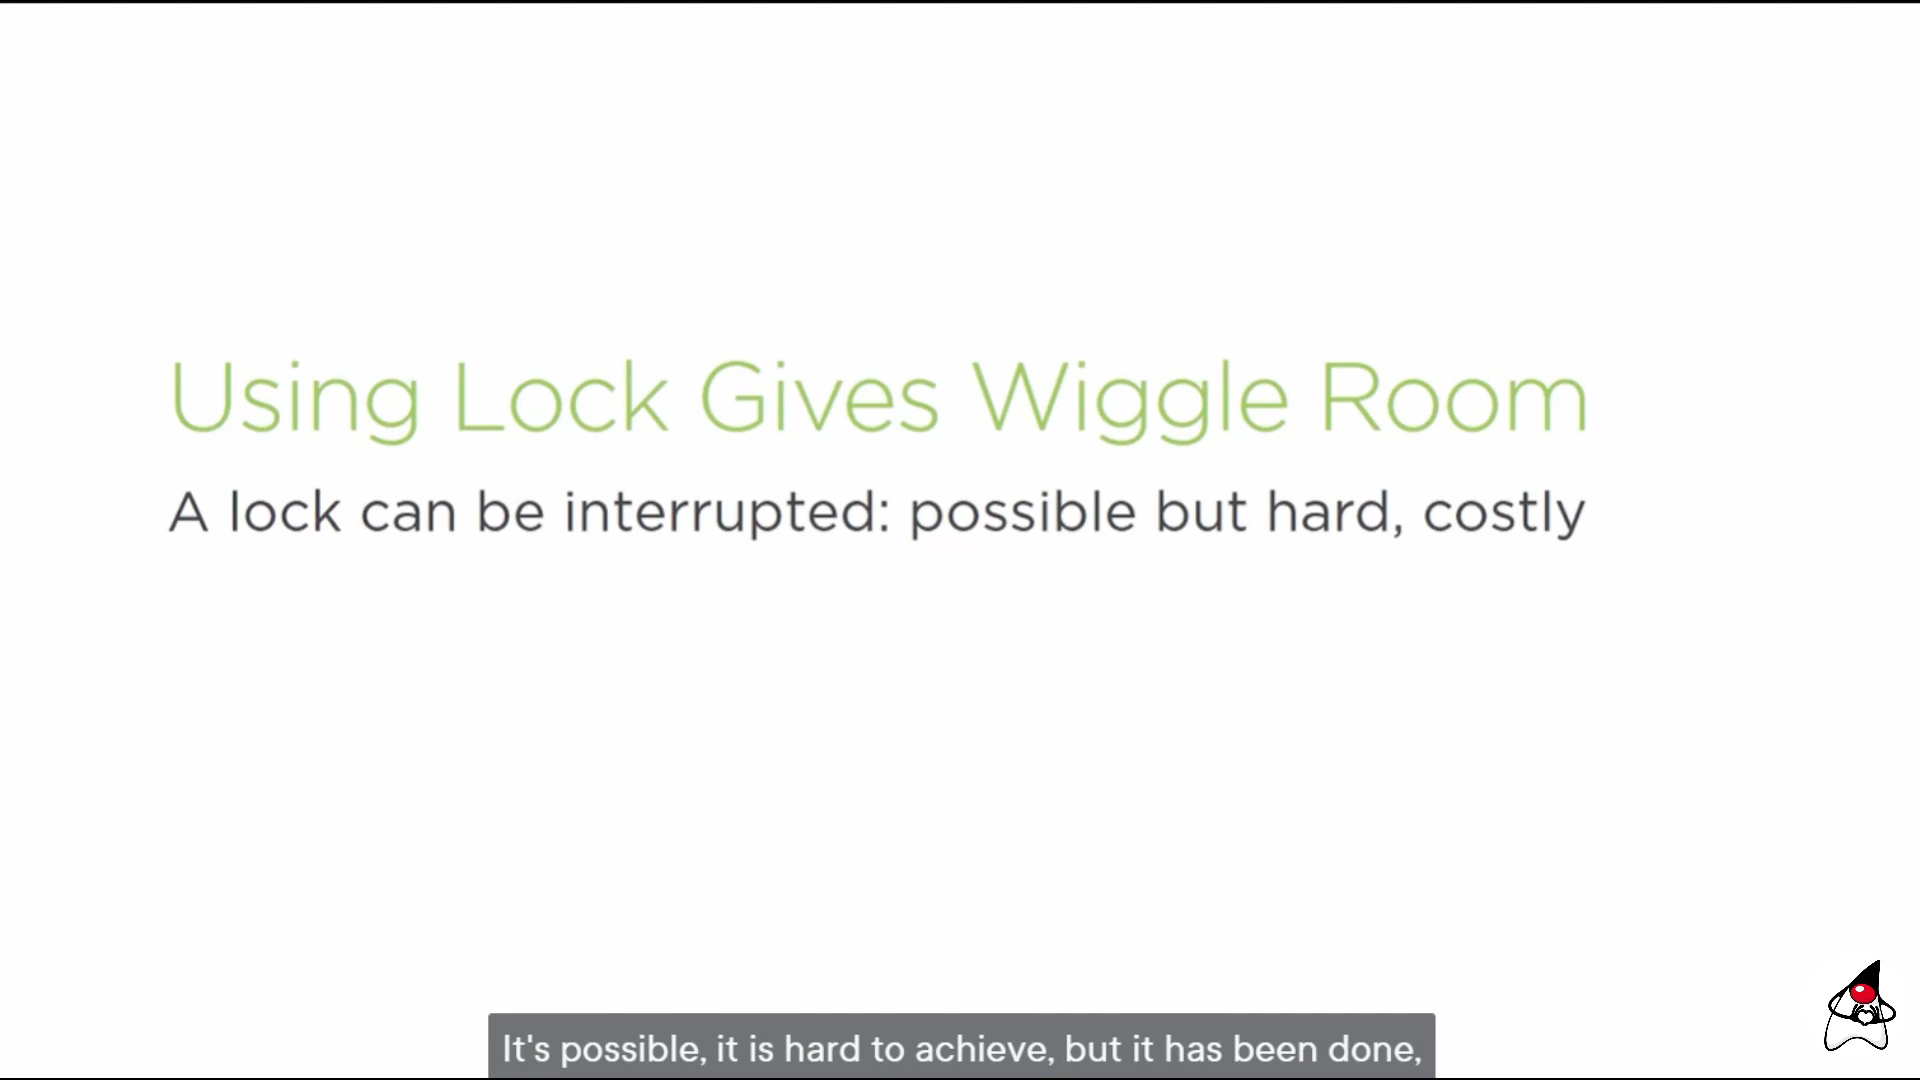 Using Lock Gives Wiggle Room
A lock can be interrupted: possible but hard, costly
It's possible, it is hard to achieve, but it has been done,